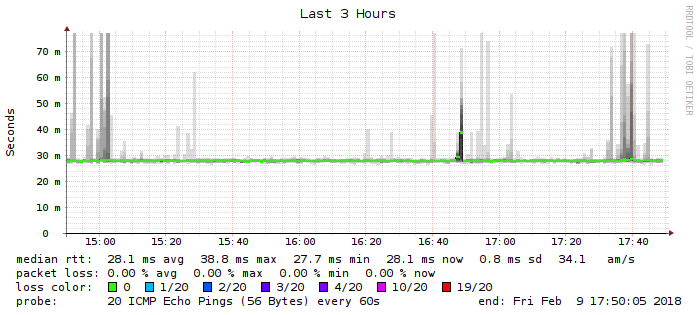 Last 3 Hours
RRDTOOL / TOBI OETIKER
Seconds
70 m
60 m
50 m
40 m
30 m
20 m
10 m
0
15:00 15:20 15:40 16:00 16:20 16:40 17:00 17:20 17:40
median rtt: 28.1 ms avg 38.8 ms max 27.7 ms min 28.1 ms now 0.8 ms sd 34.1 am/s
packet loss: 0.00 % avg 0.00 % max 0.00 % min 0.00 % now
loss color: 0 1/20 2/20 3/20 4/20 10/20 19/20
probe: 20 ICMP Echo Pings (56 Bytes) every 60s end: Fri Feb 9 17:50:05 2018